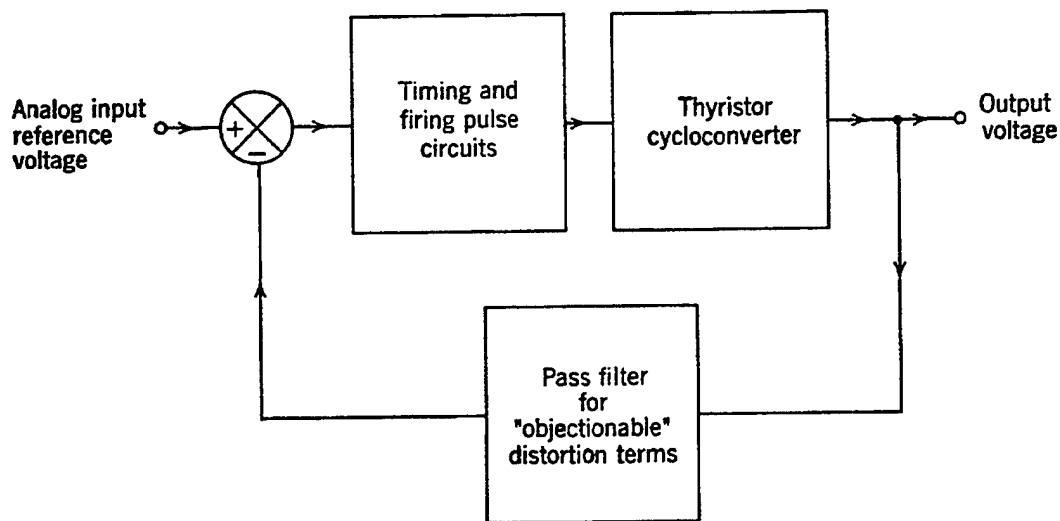 Analog input
reference
voltage
+
−
Timing and
firing pulse
circuits
Thyristor
cycloconverter
Output
voltage
Pass filter
for
"objectionable"
distortion terms